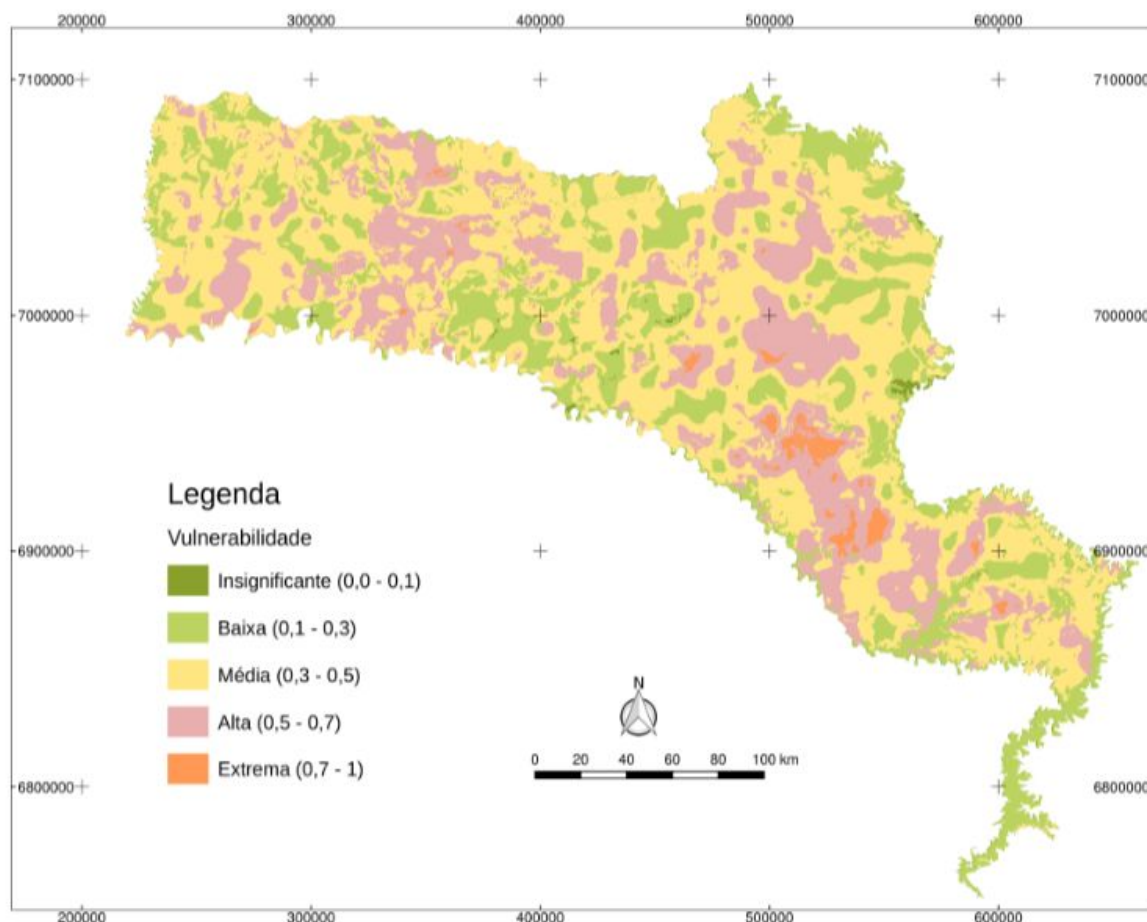 200000 300000 400000 500000 600000
7100000 7100000
7000000 7000000
Legenda
Vulnerabilidade
6900000 6900000
Insignificante (0,0 - 0,1)
Baixa (0,1 - 0,3)
Média (0,3 - 0,5)
Alta (0,5 - 0,7)
Extrema (0,7 - 1)
N
0 20 40 60 80 100 km
6800000 6800000
200000 300000 400000 500000 600000